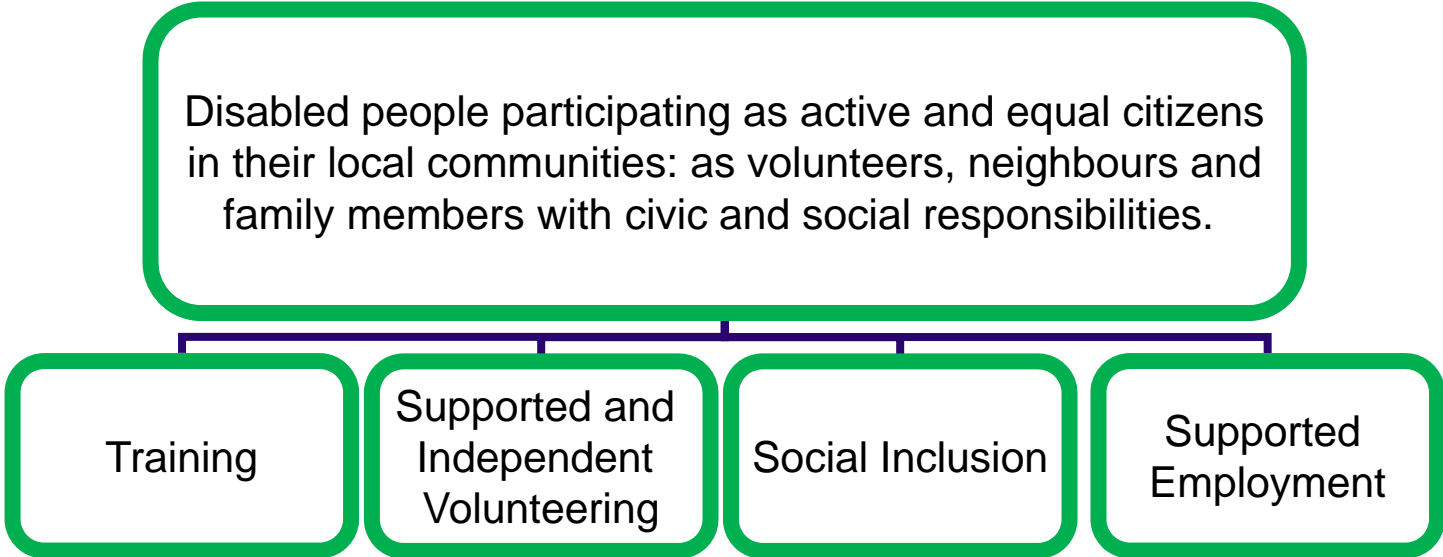 Disabled people participating as active and equal citizens
in their local communities: as volunteers, neighbours and
family members with civic and social responsibilities.
Training
Supported and
Independent
Volunteering
Social Inclusion
Supported
Employment